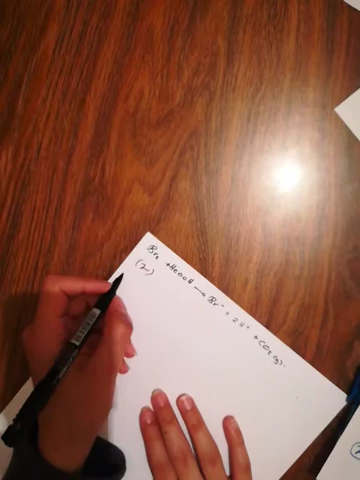 Br₂ + HCOOH → Br⁻ + 2H⁺ + CO₂(g).
(2-)